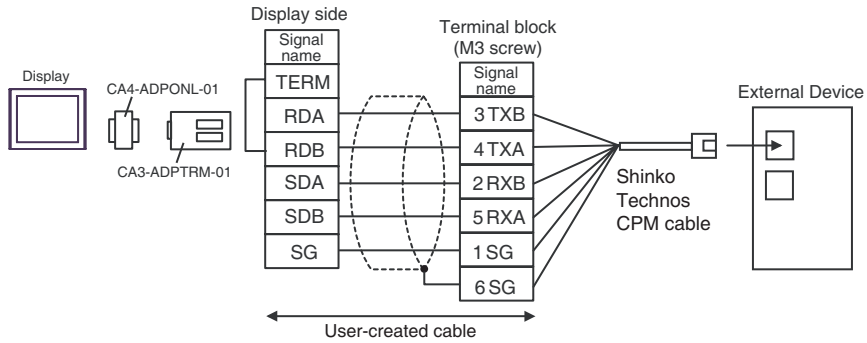 Display side
Terminal block
(M3 screw)
Signal
name
Signal
name
Display
CA4-ADPONL-01
CA3-ADPTRM-01
TERM
RDA
RDB
SDA
SDB
SG
3 TXB
4 TXA
2 RXB
5 RXA
1 SG
6 SG
External Device
Shinko
Technos
CPM cable
User-created cable